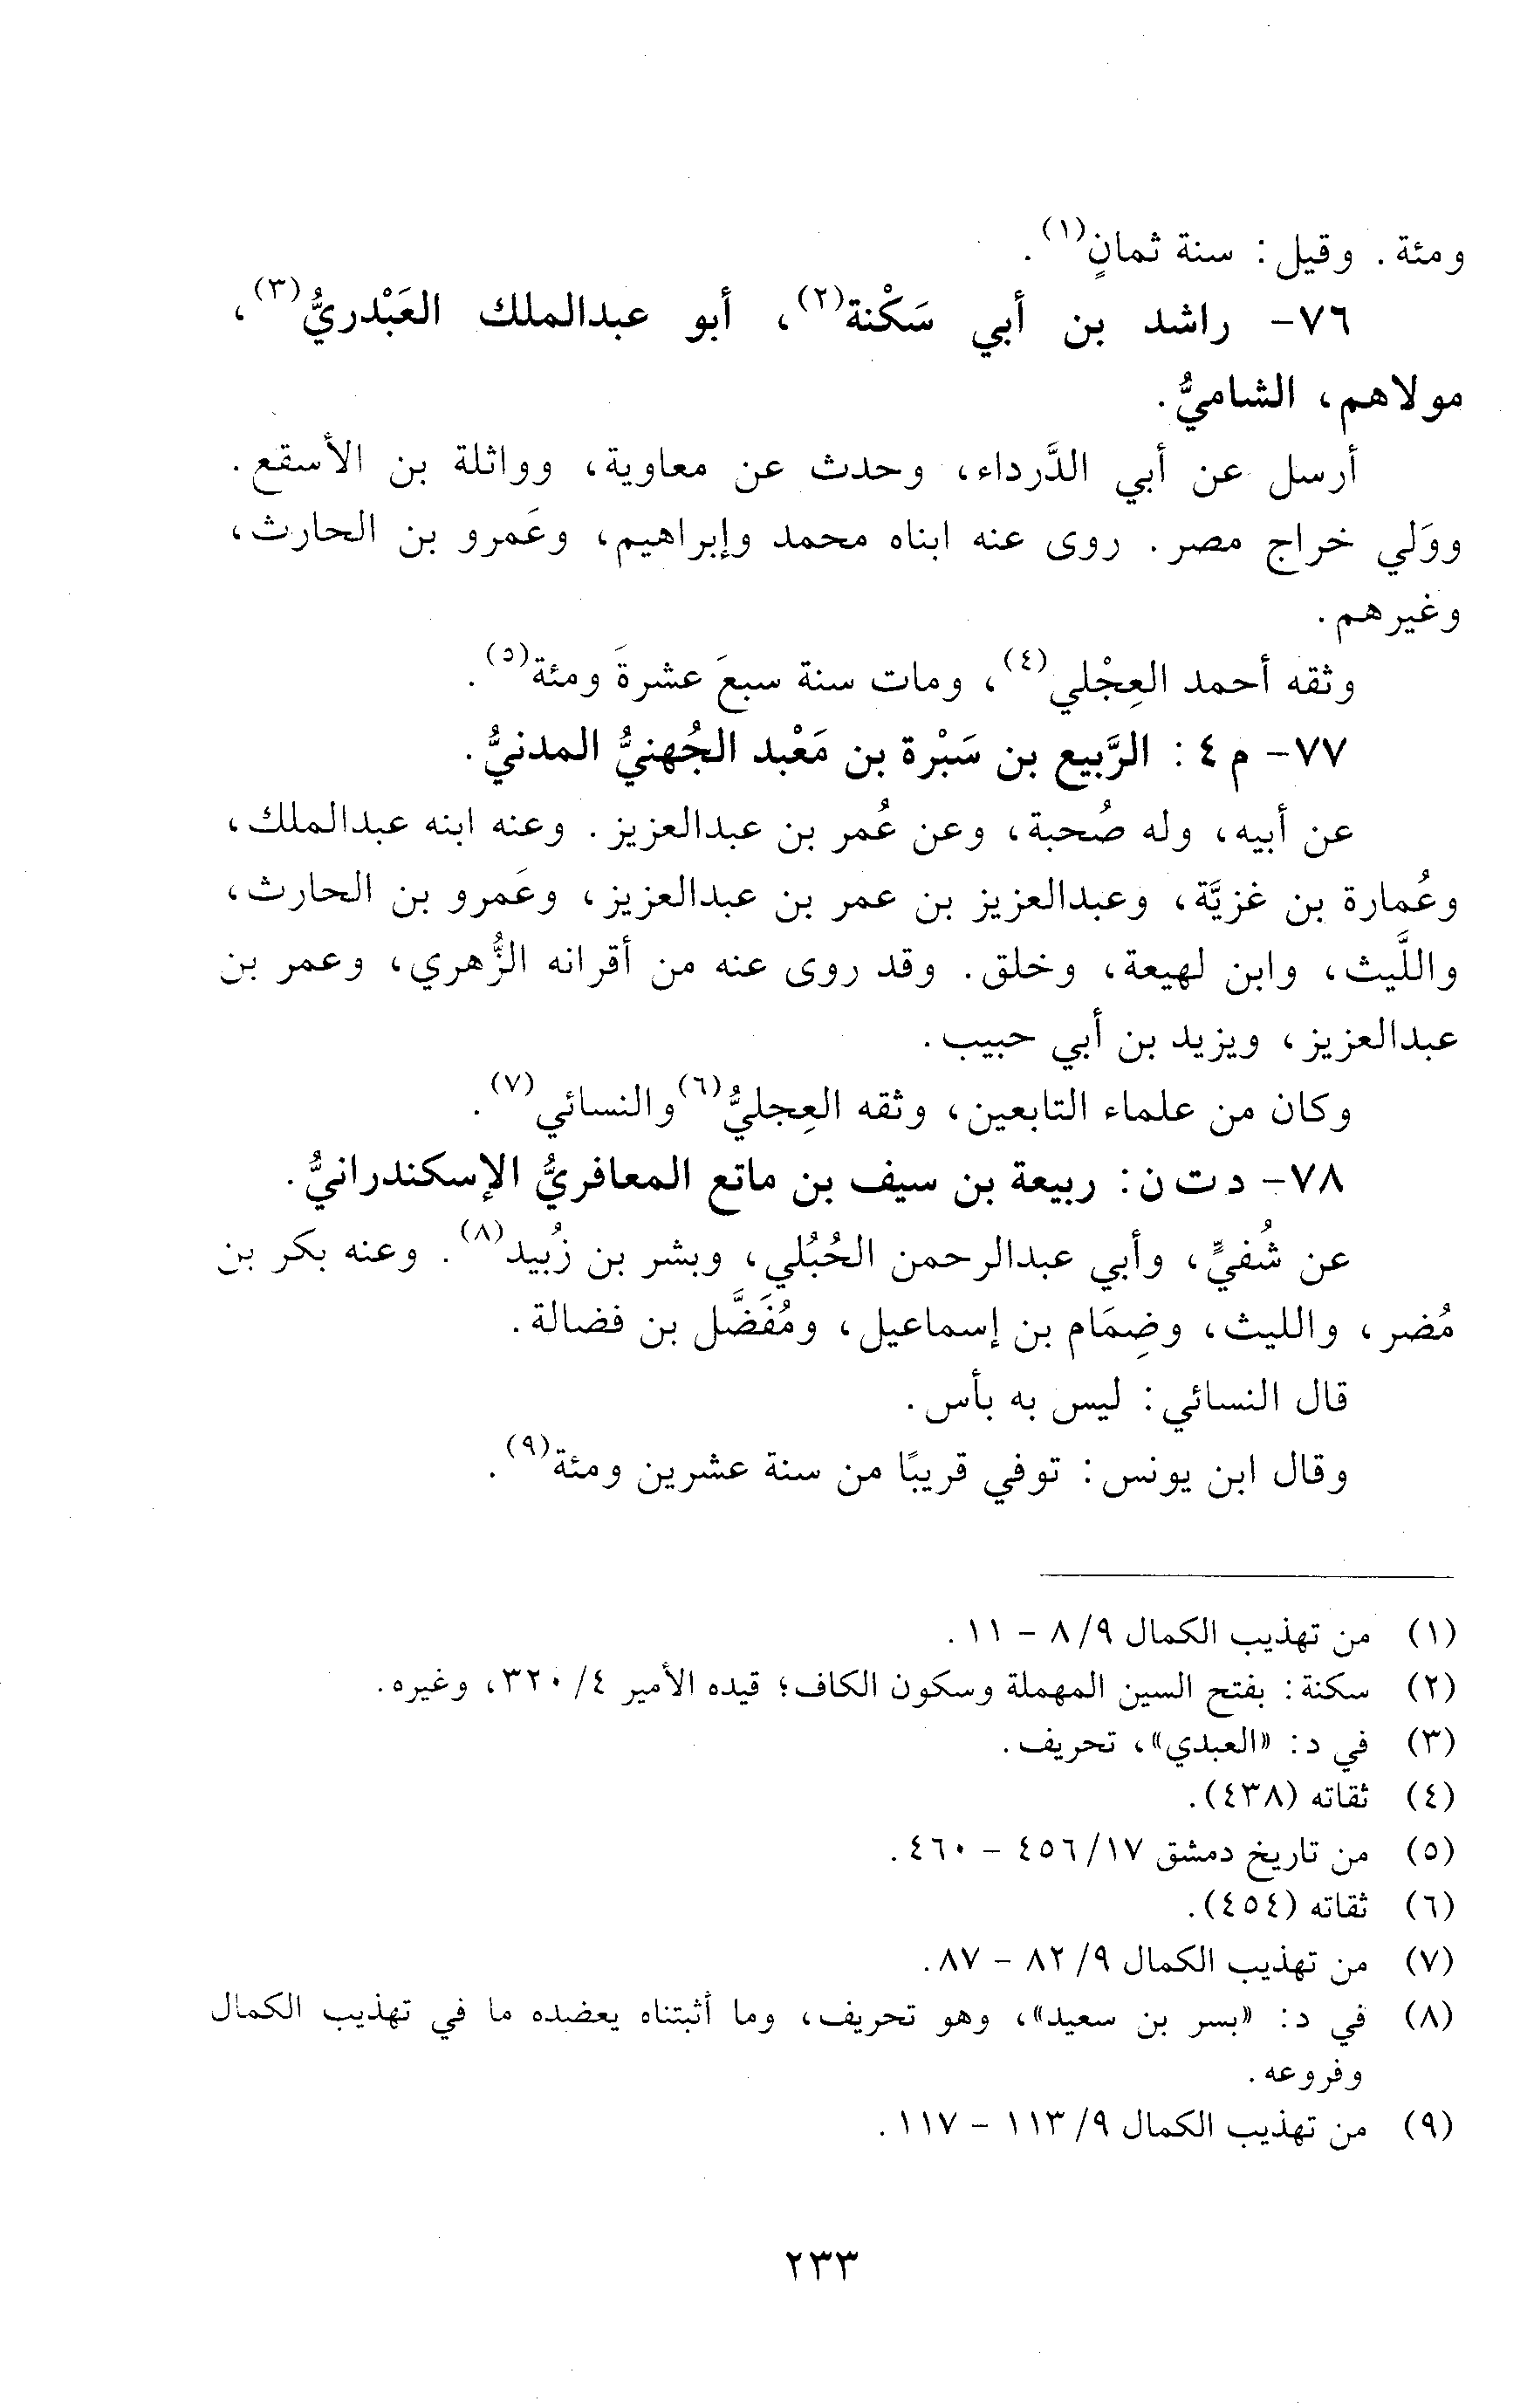 ومئة. وقيل: سنة ثمانٍ(١).
٧٦- راشد بن أبي سَكْنة(٢)، أبو عبدالملك العَبْدريُّ(٣)،
مولاهم، الشاميُّ.
أرسل عن أبي الدَّرداء، وحدث عن معاوية، وواثلة بن الأسقع.
ووَلي خراج مصر. روى عنه ابناه محمد وإبراهيم، وعَمرو بن الحارث،
وغيرهم.
وثقه أحمد العِجْلي(٤)، ومات سنة سبعَ عشرةَ ومئة(٥).
٧٧- م ٤: الرَّبيع بن سَبْرة بن مَعْبد الجُهنيُّ المدنيُّ.
عن أبيه، وله صُحبة، وعن عُمر بن عبدالعزيز. وعنه ابنه عبدالملك،
وعُمارة بن غزيَّة، وعبدالعزيز بن عمر بن عبدالعزيز، وعَمرو بن الحارث،
واللَّيث، وابن لهيعة، وخلق. وقد روى عنه من أقرانه الزُّهري، وعمر بن
عبدالعزيز، ويزيد بن أبي حبيب.
وكان من علماء التابعين، وثقه العِجليُّ(٦) والنسائي(٧).
٧٨- د ت ن: ربيعة بن سيف بن ماتع المعافريُّ الإسكندرانيُّ.
عن شُفيٍّ، وأبي عبدالرحمن الحُبُلي، وبشر بن زُبيد(٨). وعنه بكر بن
مُضر، والليث، وضِمَام بن إسماعيل، ومُفَضَّل بن فضالة.
قال النسائي: ليس به بأس.
وقال ابن يونس: توفي قريبًا من سنة عشرين ومئة(٩).
(١) من تهذيب الكمال ٩/ ٨ - ١١.
(٢) سكنة: بفتح السين المهملة وسكون الكاف؛ قيده الأمير ٤/ ٣٢٠، وغيره.
(٣) في د: «العبدي»، تحريف.
(٤) ثقاته (٤٣٨).
(٥) من تاريخ دمشق ١٧/ ٤٥٦ - ٤٦٠.
(٦) ثقاته (٤٥٤).
(٧) من تهذيب الكمال ٩/ ٨٢ - ٨٧.
(٨) في د: «بسر بن سعيد»، وهو تحريف، وما أثبتناه يعضده ما في تهذيب الكمال
وفروعه.
(٩) من تهذيب الكمال ٩/ ١١٣ - ١١٧.
٢٣٣